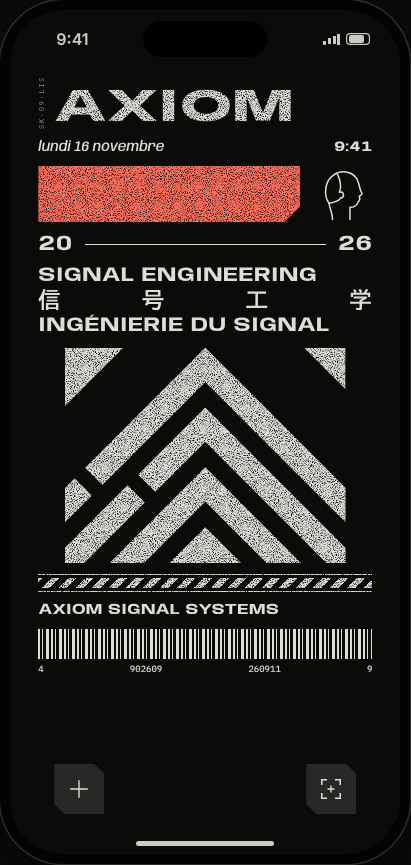 9:41
SK-09-LIS
AXIOM
lundi 16 novembre 9:41
20 26
SIGNAL ENGINEERING
信号工学
INGÉNIERIE DU SIGNAL
AXIOM SIGNAL SYSTEMS
4 902609 260911 9